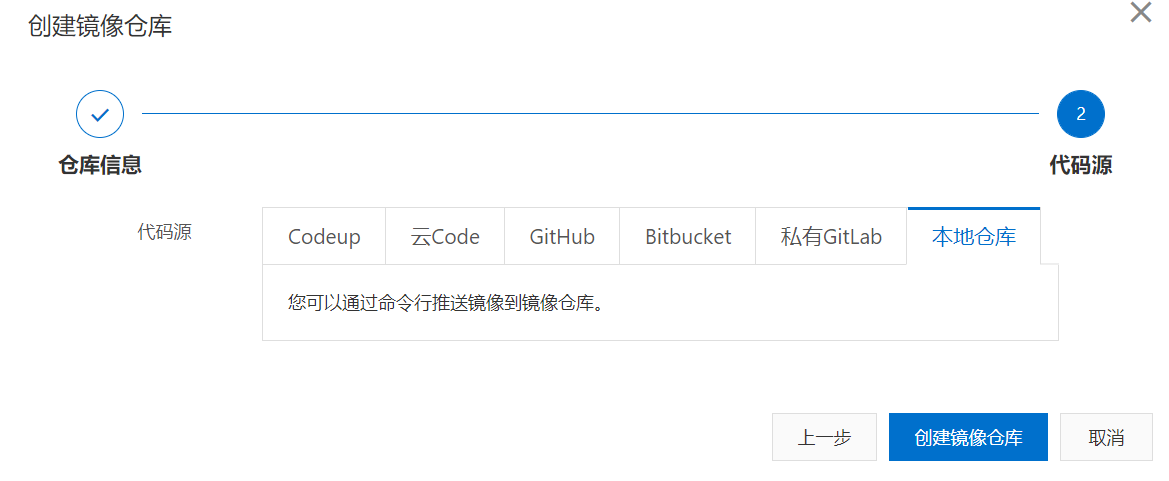 创建镜像仓库
2
仓库信息
代码源
代码源
Codeup
云Code
GitHub
Bitbucket
私有GitLab
本地仓库
您可以通过命令行推送镜像到镜像仓库。
上一步
创建镜像仓库
取消